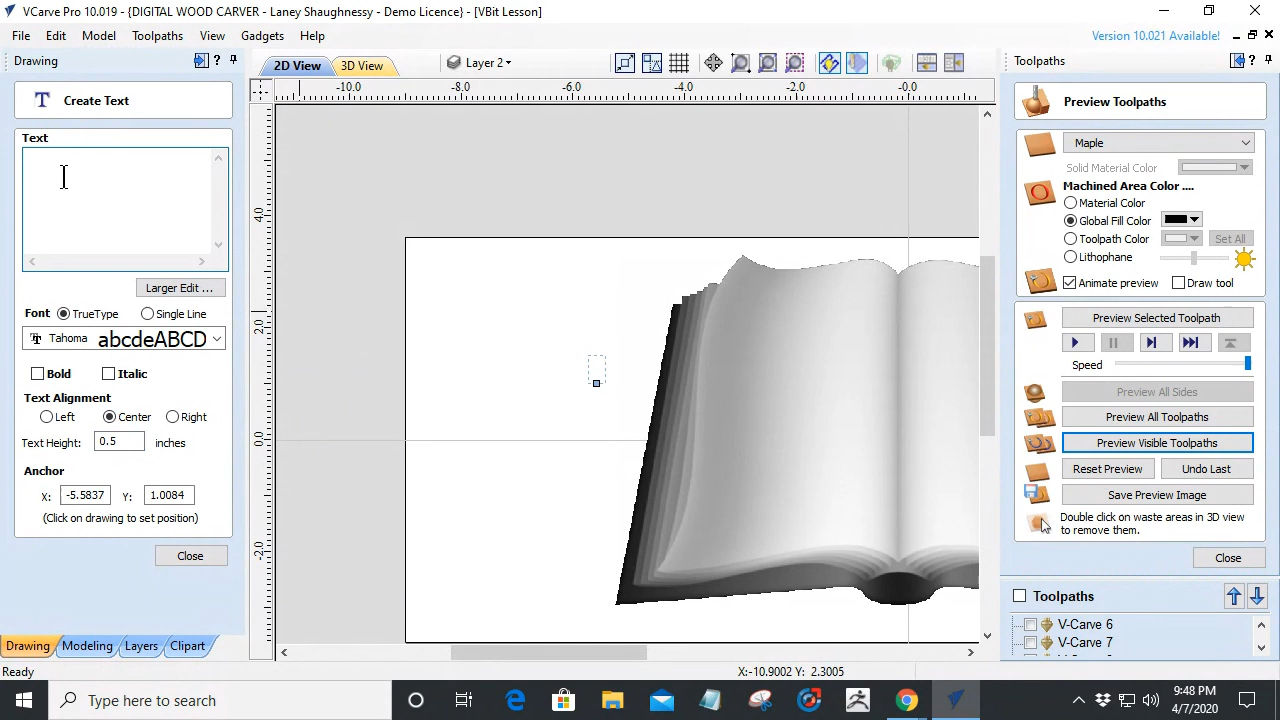 VCarve Pro 10.019 - {DIGITAL WOOD CARVER - Laney Shaughnessy - Demo Licence} - [VBit Lesson]
File Edit Model Toolpaths View Gadgets Help
Version 10.021 Available!
Drawing
2D View
3D View
Layer 2
Toolpaths
-10.0 -8.0 -6.0 -4.0 -2.0 -0.0
4.0
2.0
0.0
-2.0
Create Text
Text
Larger Edit ...
Font TrueType Single Line
Tahoma abcdeABCD
Bold Italic
Text Alignment
Left Center Right
Text Height: 0.5 inches
Anchor
X: -5.5837 Y: 1.0084
(Click on drawing to set position)
Close
Drawing Modeling Layers Clipart
Preview Toolpaths
Maple
Solid Material Color
Machined Area Color ....
Material Color
Global Fill Color
Toolpath Color Set All
Lithophane
Animate preview Draw tool
Preview Selected Toolpath
Speed
Preview All Sides
Preview All Toolpaths
Preview Visible Toolpaths
Reset Preview Undo Last
Save Preview Image
Double click on waste areas in 3D view
to remove them.
Close
Toolpaths
V-Carve 6
V-Carve 7
Ready
X:-10.9002 Y: 2.3005
Type here to search
9:48 PM
4/7/2020